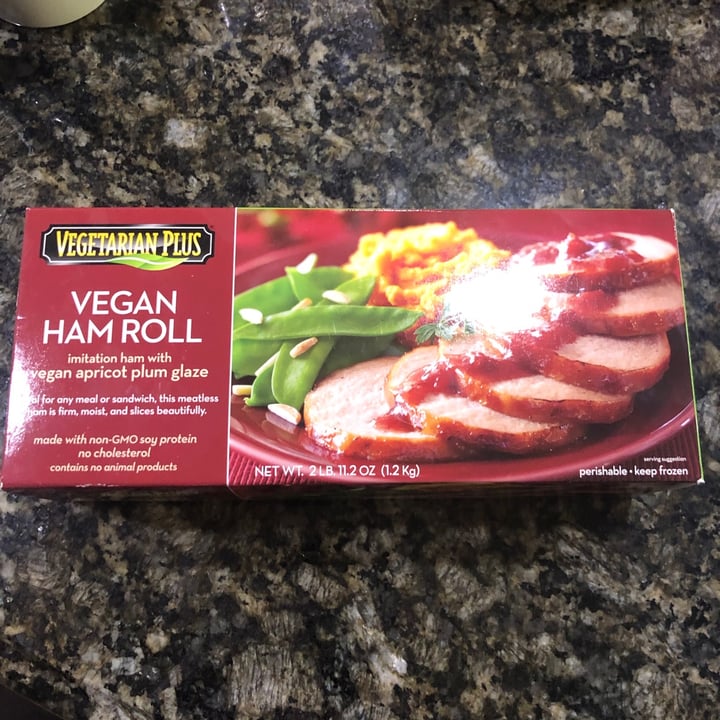 VEGETARIAN PLUS
VEGAN
HAM ROLL
imitation ham with
vegan apricot plum glaze
for any meal or sandwich, this meatless
ham is firm, moist, and slices beautifully.
made with non-GMO soy protein
no cholesterol
contains no animal products
NET WT. 2 LB. 11.2 OZ (1.2 Kg)
serving suggestion
perishable • keep frozen